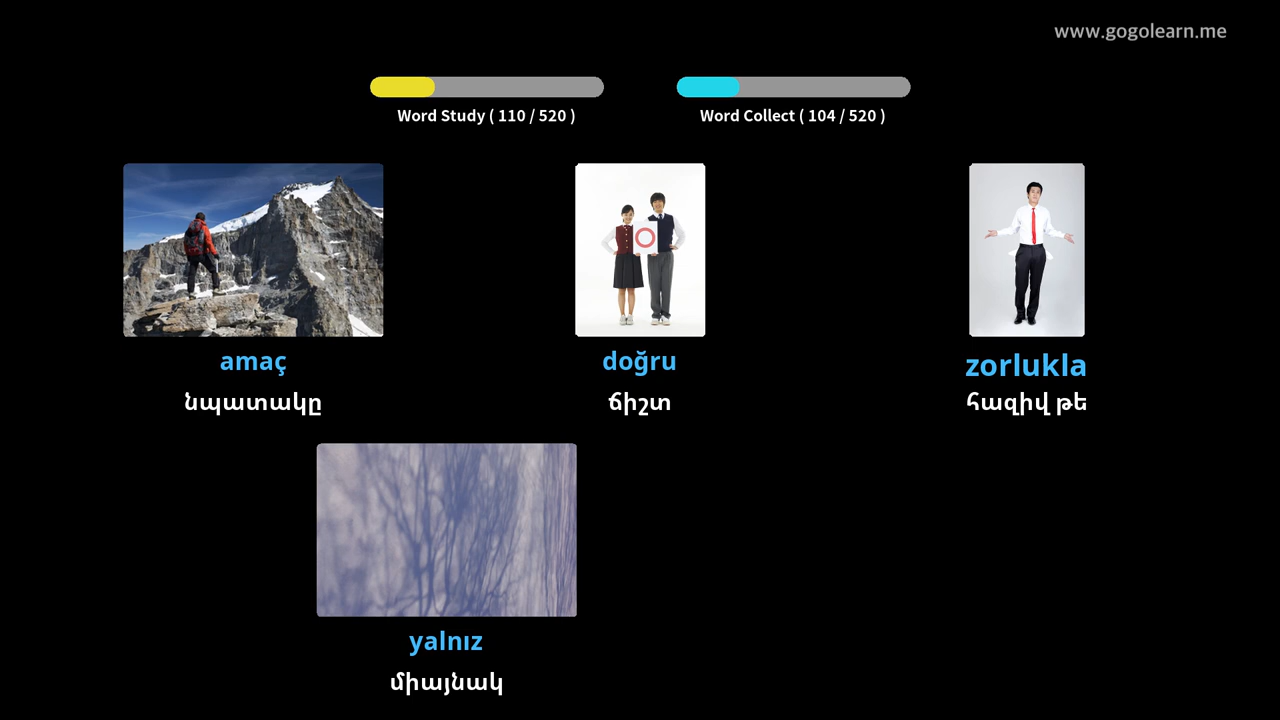 www.gogolearn.me
Word Study ( 110 / 520 )
Word Collect ( 104 / 520 )
amaç
նպատակը
doğru
ճիշտ
zorlukla
հազիվ թե
yalnız
միայնակ